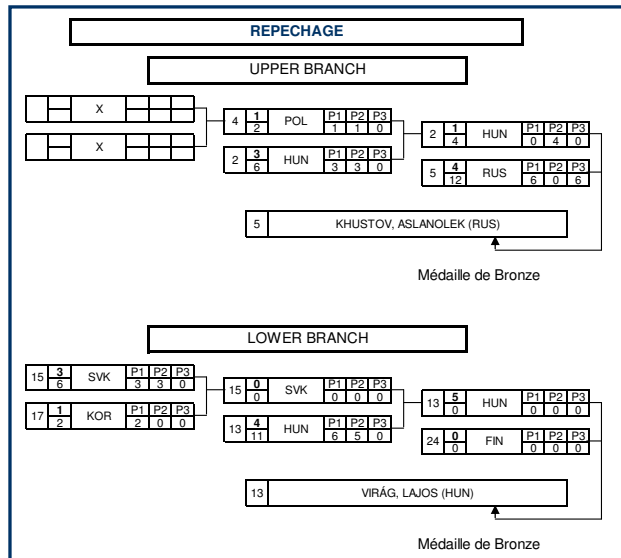 REPECHAGE
UPPER BRANCH
X
X
4 1 2 POL P1 P2 P3 1 1 0
2 3 6 HUN P1 P2 P3 3 3 0
2 1 4 HUN P1 P2 P3 0 4 0
5 4 12 RUS P1 P2 P3 6 0 6
5 KHUSTOV, ASLANOLEK (RUS)
Médaille de Bronze
LOWER BRANCH
15 3 6 SVK P1 P2 P3 3 3 0
17 1 2 KOR P1 P2 P3 2 0 0
15 0 0 SVK P1 P2 P3 0 0 0
13 4 11 HUN P1 P2 P3 6 5 0
13 5 0 HUN P1 P2 P3 0 0 0
24 0 0 FIN P1 P2 P3 0 0 0
13 VIRÁG, LAJOS (HUN)
Médaille de Bronze